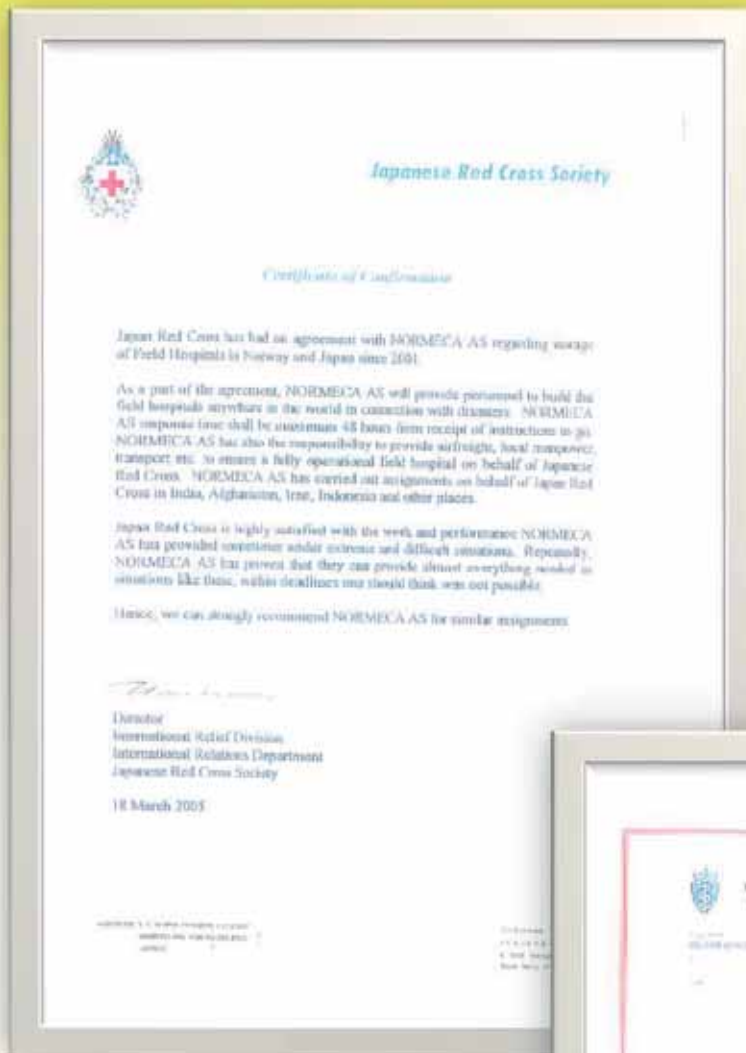 Japanese Red Cross Society
Certificate of Confirmation
Japan Red Cross has had an agreement with NORMECA AS regarding storage
of Field Hospitals in Norway and Japan since 2001.
As a part of the agreement, NORMECA AS will provide personnel to build the
field hospitals anywhere in the world in connection with disasters. NORMECA
AS response time shall be maximum 48 hours from receipt of instructions to go.
NORMECA AS has also the responsibility to provide airfreight, local manpower,
transport etc. to ensure a fully operational field hospital on behalf of Japanese
Red Cross. NORMECA AS has carried out assignments on behalf of Japan Red
Cross in India, Afghanistan, Iran, Indonesia and other places.
Japan Red Cross is highly satisfied with the work and performance NORMECA
AS has provided sometimes under extreme and difficult situations. Repeatedly,
NORMECA AS has proven that they can provide almost everything needed in
situations like these, within deadlines one should think was not possible.
Hence, we can strongly recommend NORMECA AS for similar assignments
Director
International Relief Division
International Relations Department
Japanese Red Cross Society
18 March 2005